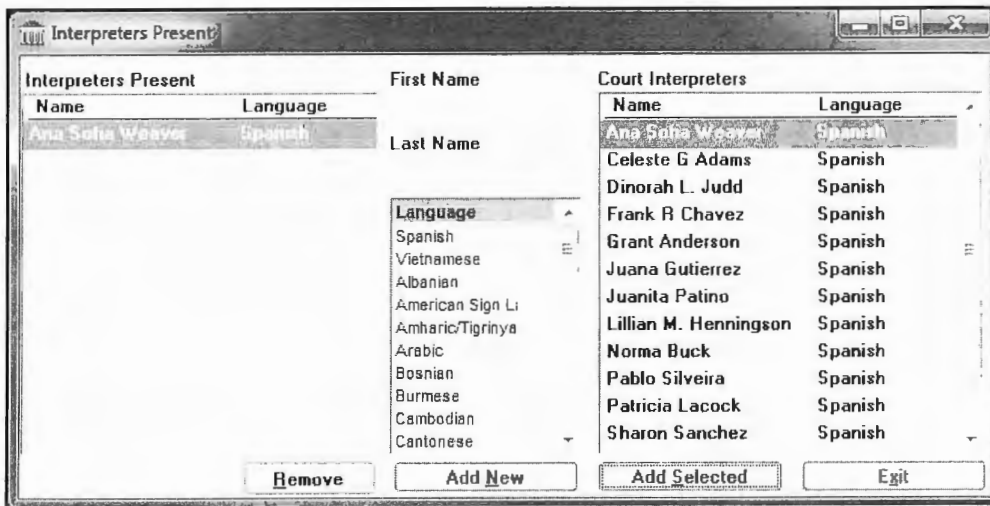 Interpreters Present
Interpreters Present
Name Language
Ana Sofia Weaver Spanish
First Name
Last Name
Language
Spanish
Vietnamese
Albanian
American Sign Li
Amharic/Tigrinya
Arabic
Bosnian
Burmese
Cambodian
Cantonese
Court Interpreters
Name Language
Ana Sofia Weaver Spanish
Celeste G Adams Spanish
Dinorah L. Judd Spanish
Frank R Chavez Spanish
Grant Anderson Spanish
Juana Gutierrez Spanish
Juanita Patino Spanish
Lillian M. Henningson Spanish
Norma Buck Spanish
Pablo Silveira Spanish
Patricia Lacock Spanish
Sharon Sanchez Spanish
Remove Add New Add Selected Exit